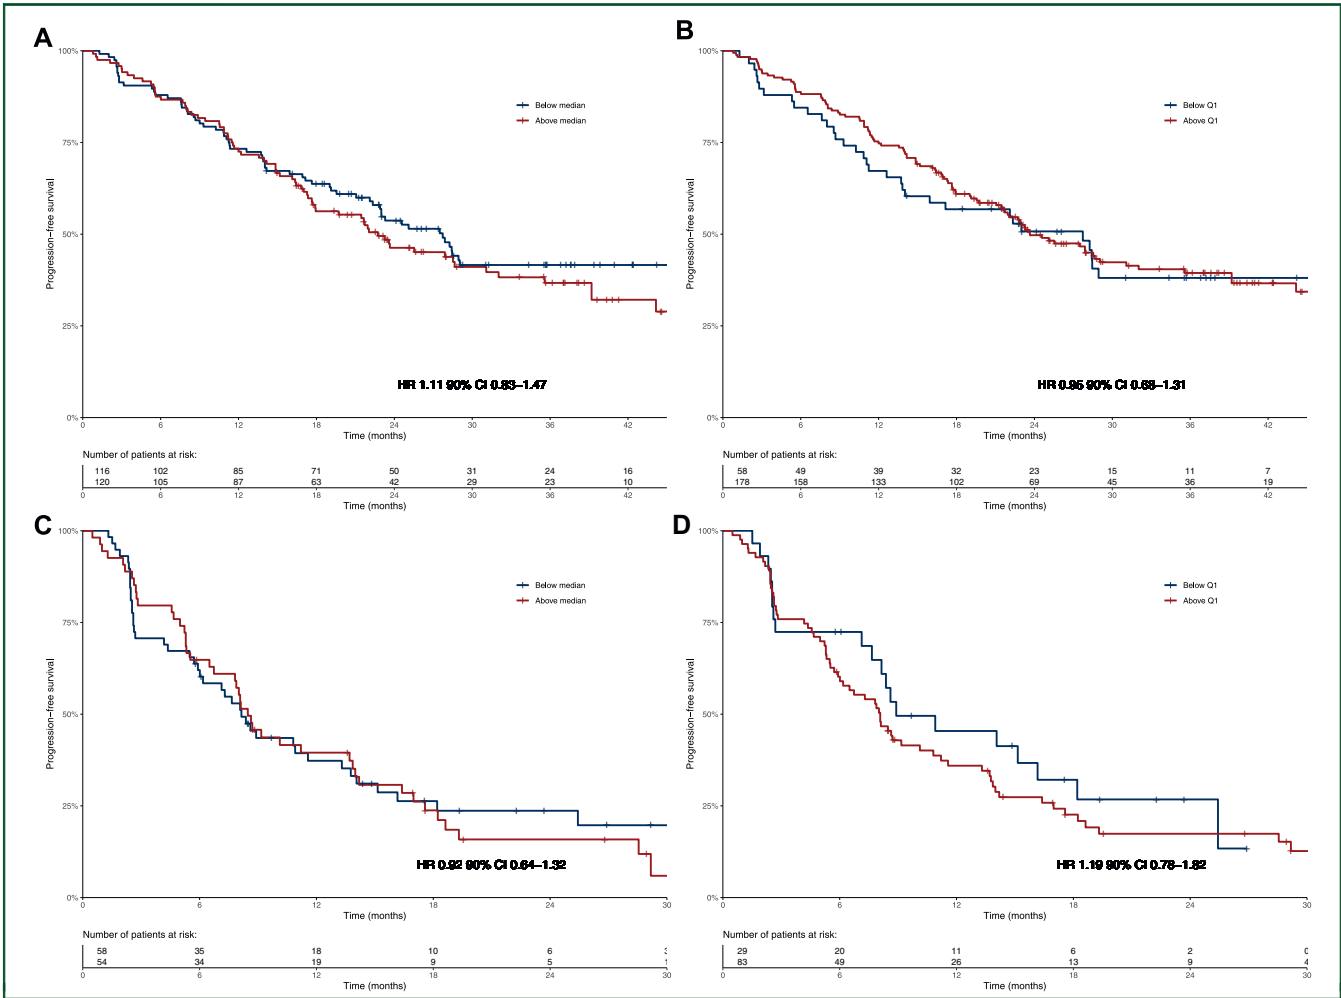 A
100%
75%
50%
25%
0%
Progression–free survival
Below median
Above median
HR 1.11 90% CI 0.83–1.47
0 6 12 18 24 30 36 42
Time (months)
Number of patients at risk:
116 102 85 71 50 31 24 16
120 105 87 63 42 29 23 10
0 6 12 18 24 30 36 42
Time (months)
B
100%
75%
50%
25%
0%
Progression–free survival
Below Q1
Above Q1
HR 0.95 90% CI 0.68–1.31
0 6 12 18 24 30 36 42
Time (months)
Number of patients at risk:
58 49 39 32 23 15 11 7
178 158 133 102 69 45 36 19
0 6 12 18 24 30 36 42
Time (months)
C
100%
75%
50%
25%
0%
Progression–free survival
Below median
Above median
HR 0.92 90% CI 0.64–1.32
0 6 12 18 24 30
Time (months)
Number of patients at risk:
58 35 18 10 6
54 34 19 9 5
0 6 12 18 24 30
Time (months)
D
100%
75%
50%
25%
0%
Progression–free survival
Below Q1
Above Q1
HR 1.19 90% CI 0.78–1.82
0 6 12 18 24 30
Time (months)
Number of patients at risk:
29 20 11 6 2
83 49 26 13 9 4
0 6 12 18 24 30
Time (months)